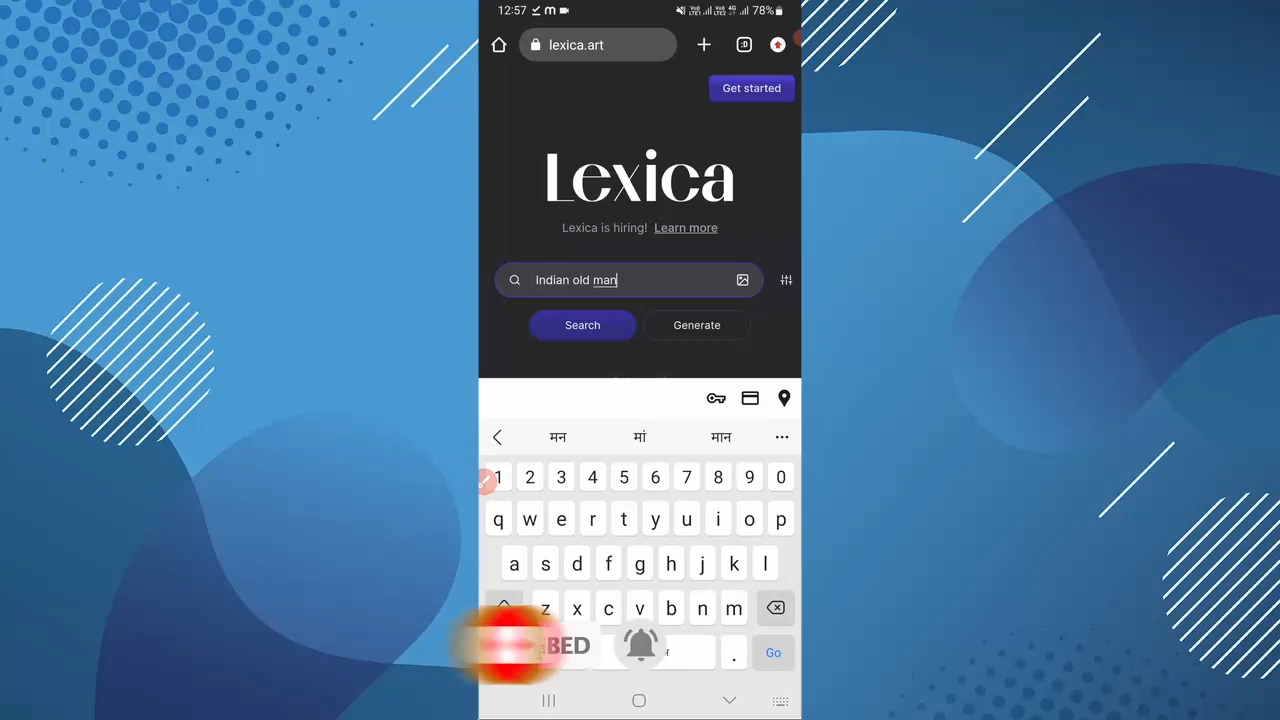 12:57 78%
lexica.art
Get started
Lexica
Lexica is hiring! Learn more
Indian old man
Search Generate
मन मां मान
1 2 3 4 5 6 7 8 9 0
q w e r t y u i o p
a s d f g h j k l
z x c v b n m
BED . Go